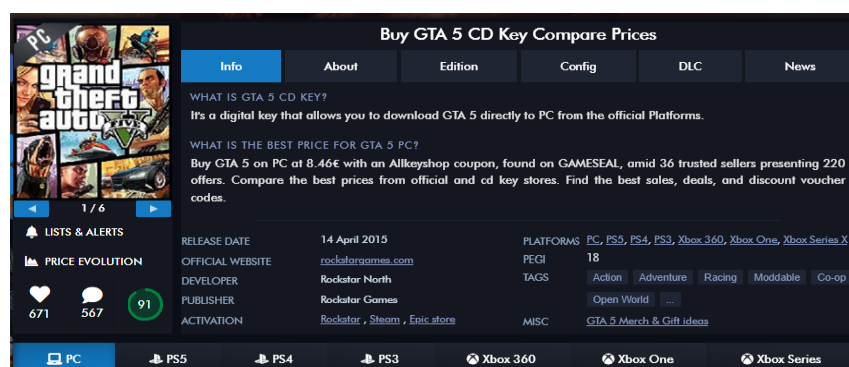 PC
grand
theft
auto
V
FIVE
Buy GTA 5 CD Key Compare Prices
Info About Edition Config DLC News
WHAT IS GTA 5 CD KEY?
It's a digital key that allows you to download GTA 5 directly to PC from the official Platforms.
WHAT IS THE BEST PRICE FOR GTA 5 PC?
Buy GTA 5 on PC at 8.46€ with an Allkeyshop coupon, found on GAMESEAL, amid 36 trusted sellers presenting 220
offers. Compare the best prices from official and cd key stores. Find the best sales, deals, and discount voucher
codes.
1 / 6
LISTS & ALERTS
PRICE EVOLUTION
671 567 91
RELEASE DATE 14 April 2015
OFFICIAL WEBSITE rockstargames.com
DEVELOPER Rockstar North
PUBLISHER Rockstar Games
ACTIVATION Rockstar , Steam , Epic store
PLATFORMS PC, PS5, PS4, PS3, Xbox 360, Xbox One, Xbox Series X
PEGI 18
TAGS Action Adventure Racing Moddable Co-op
Open World ...
MISC GTA 5 Merch & Gift ideas
PC PS5 PS4 PS3 Xbox 360 Xbox One Xbox Series